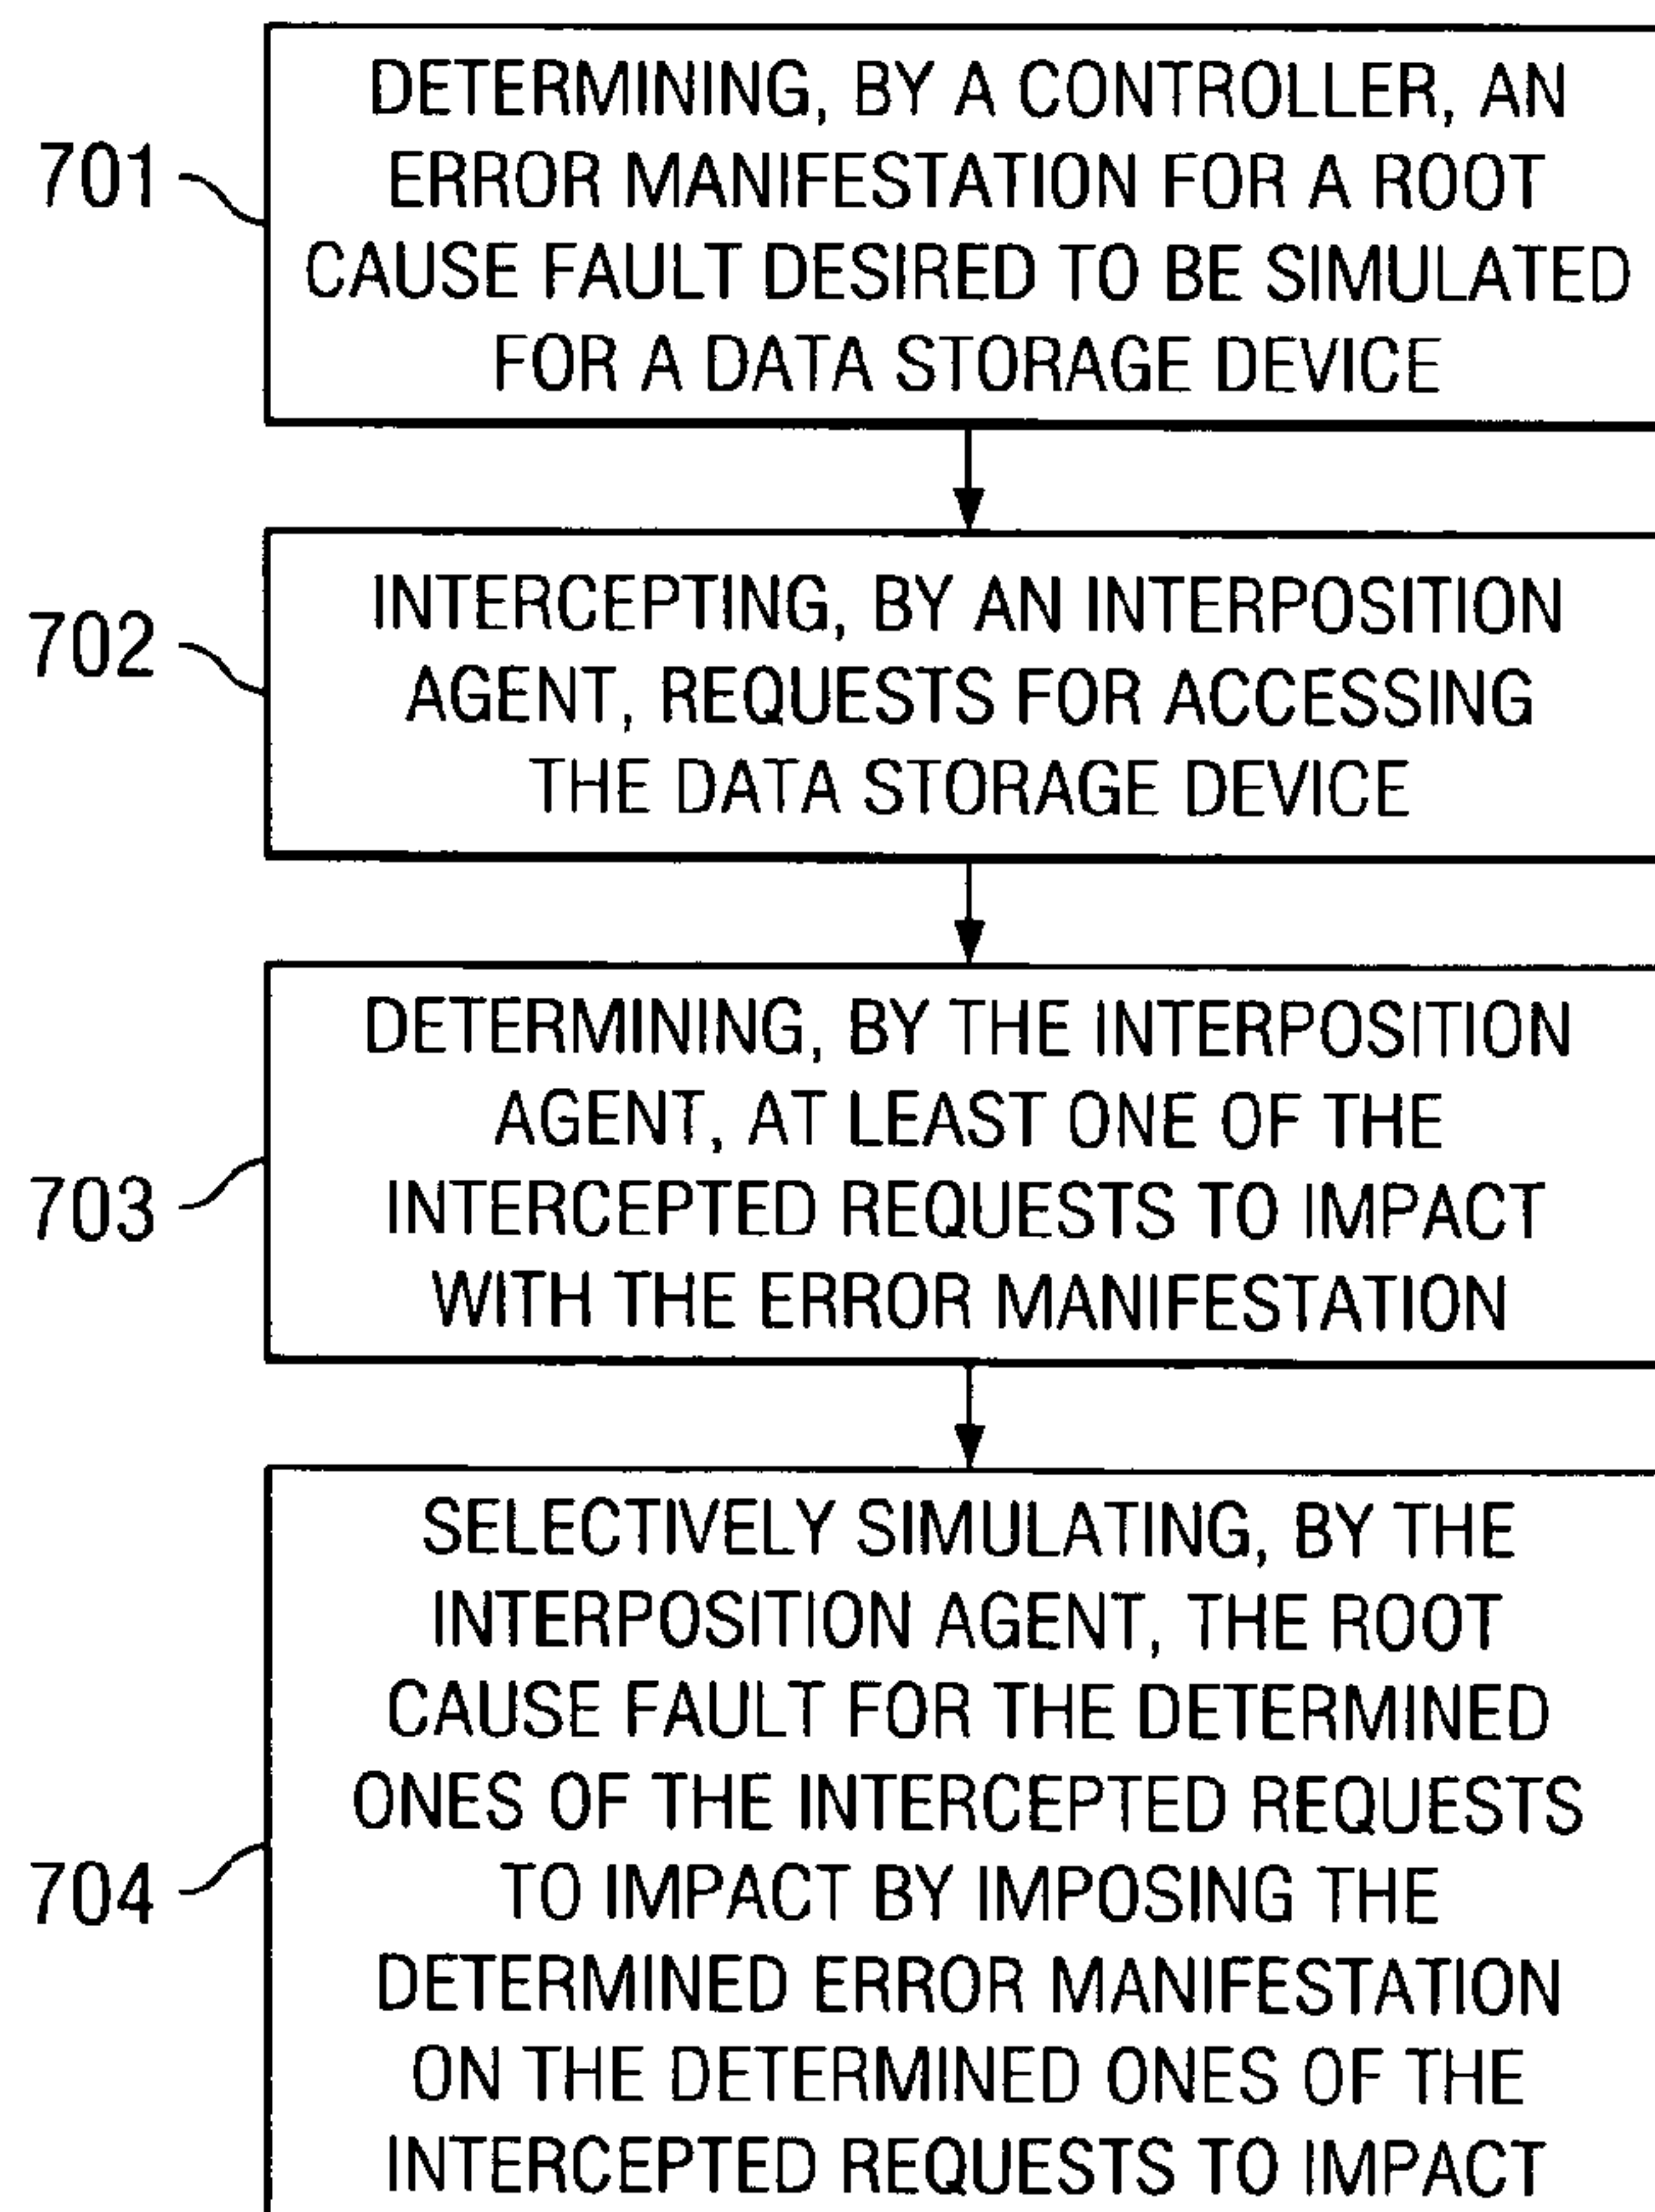 701
DETERMINING, BY A CONTROLLER, AN
ERROR MANIFESTATION FOR A ROOT
CAUSE FAULT DESIRED TO BE SIMULATED
FOR A DATA STORAGE DEVICE
702
INTERCEPTING, BY AN INTERPOSITION
AGENT, REQUESTS FOR ACCESSING
THE DATA STORAGE DEVICE
703
DETERMINING, BY THE INTERPOSITION
AGENT, AT LEAST ONE OF THE
INTERCEPTED REQUESTS TO IMPACT
WITH THE ERROR MANIFESTATION
704
SELECTIVELY SIMULATING, BY THE
INTERPOSITION AGENT, THE ROOT
CAUSE FAULT FOR THE DETERMINED
ONES OF THE INTERCEPTED REQUESTS
TO IMPACT BY IMPOSING THE
DETERMINED ERROR MANIFESTATION
ON THE DETERMINED ONES OF THE
INTERCEPTED REQUESTS TO IMPACT